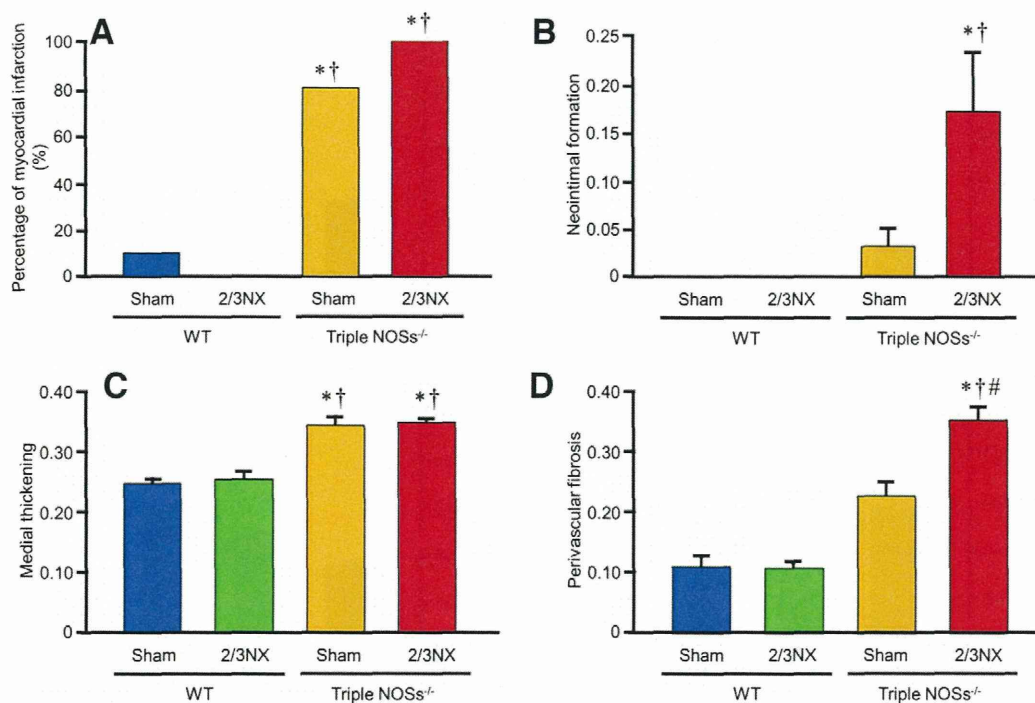 A
Percentage of myocardial infarction
(%)
100
80
60
40
20
0
*†
*†
Sham
2/3NX
Sham
2/3NX
WT
Triple NOSs-/-
B
Neointimal formation
0.25
0.20
0.15
0.10
0.05
0
*†
Sham
2/3NX
Sham
2/3NX
WT
Triple NOSs-/-
C
Medial thickening
0.40
0.30
0.20
0.10
0
*†
*†
Sham
2/3NX
Sham
2/3NX
WT
Triple NOSs-/-
D
Perivascular fibrosis
0.40
0.30
0.20
0.10
0
*†#
Sham
2/3NX
Sham
2/3NX
WT
Triple NOSs-/-